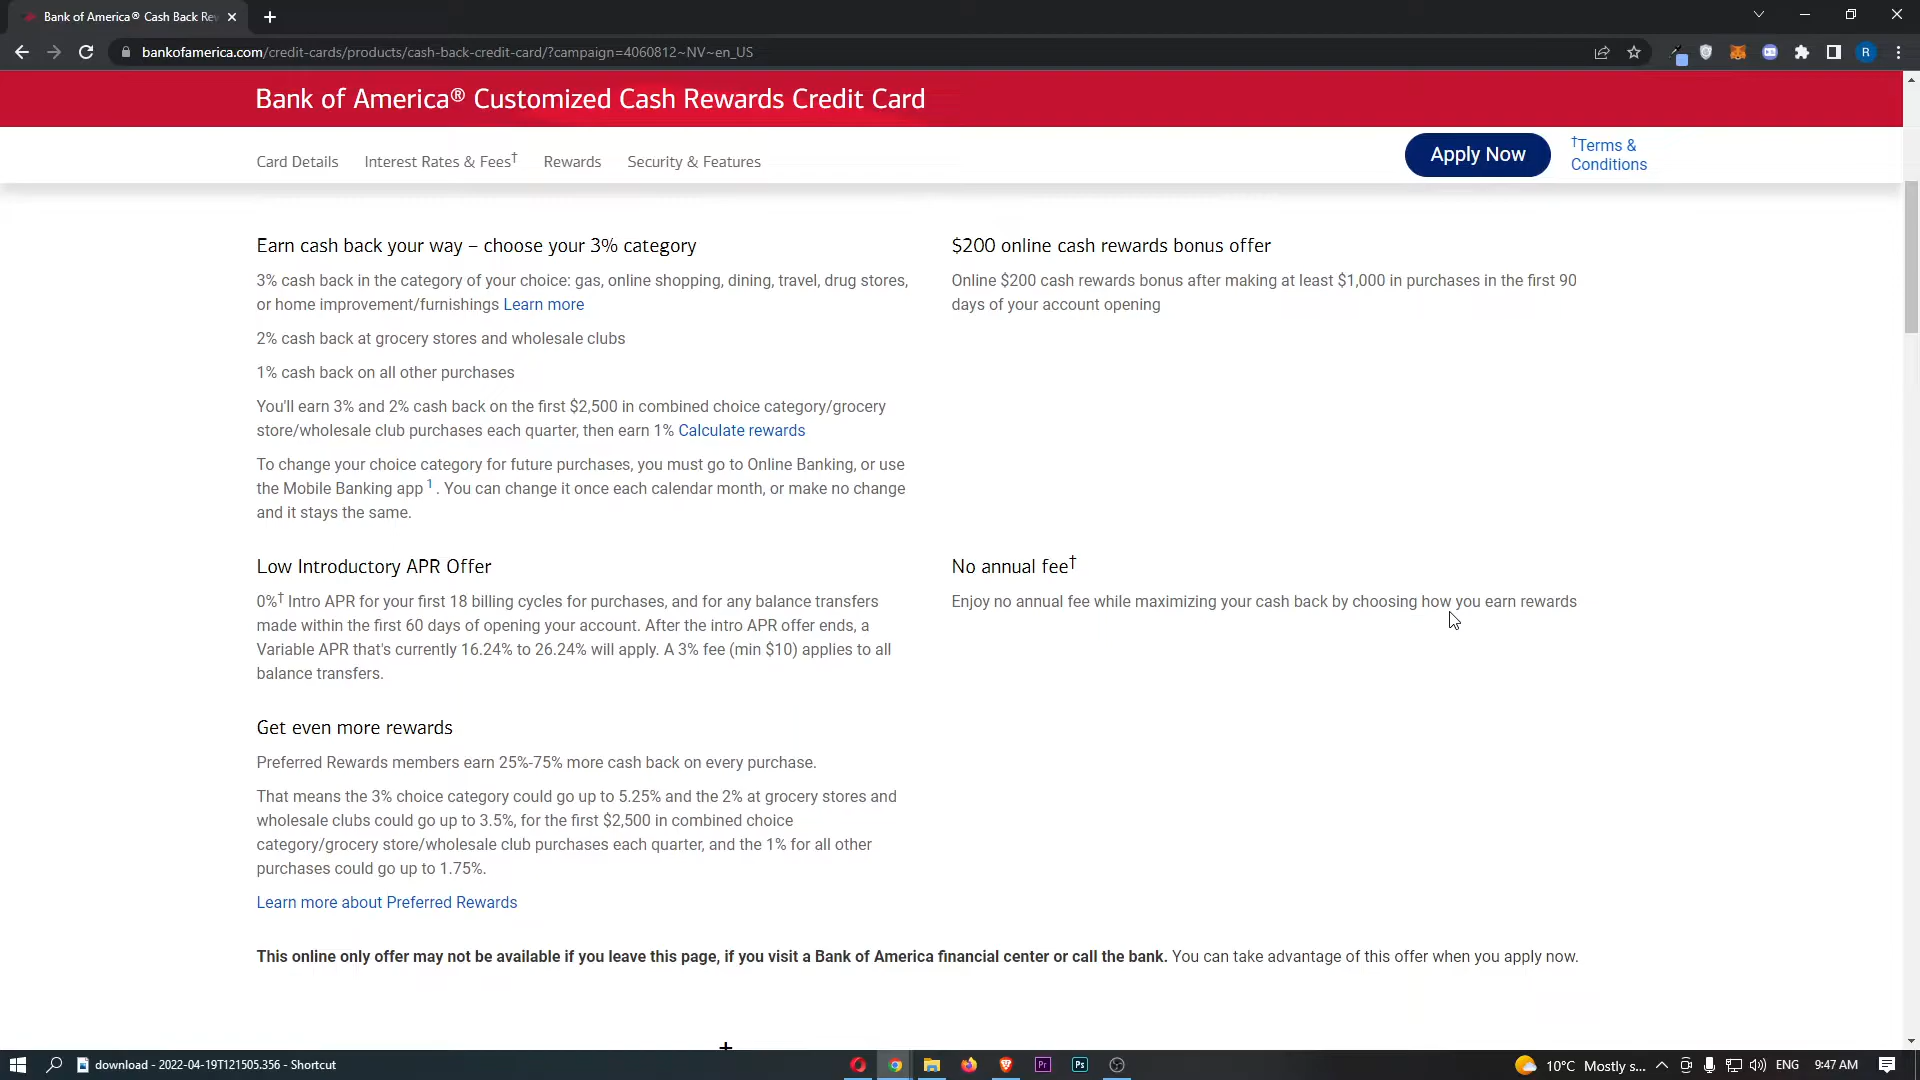 Bank of America® Cash Back Rew
bankofamerica.com/credit-cards/products/cash-back-credit-card/?campaign=4060812~NV~en_US
R
Bank of America® Customized Cash Rewards Credit Card
Card Details
Interest Rates & Fees†
Rewards
Security & Features
Apply Now
†Terms &
Conditions
Earn cash back your way – choose your 3% category
3% cash back in the category of your choice: gas, online shopping, dining, travel, drug stores,
or home improvement/furnishings Learn more
2% cash back at grocery stores and wholesale clubs
1% cash back on all other purchases
You'll earn 3% and 2% cash back on the first $2,500 in combined choice category/grocery
store/wholesale club purchases each quarter, then earn 1% Calculate rewards
To change your choice category for future purchases, you must go to Online Banking, or use
the Mobile Banking app 1 . You can change it once each calendar month, or make no change
and it stays the same.
$200 online cash rewards bonus offer
Online $200 cash rewards bonus after making at least $1,000 in purchases in the first 90
days of your account opening
Low Introductory APR Offer
0%† Intro APR for your first 18 billing cycles for purchases, and for any balance transfers
made within the first 60 days of opening your account. After the intro APR offer ends, a
Variable APR that's currently 16.24% to 26.24% will apply. A 3% fee (min $10) applies to all
balance transfers.
No annual fee†
Enjoy no annual fee while maximizing your cash back by choosing how you earn rewards
Get even more rewards
Preferred Rewards members earn 25%-75% more cash back on every purchase.
That means the 3% choice category could go up to 5.25% and the 2% at grocery stores and
wholesale clubs could go up to 3.5%, for the first $2,500 in combined choice
category/grocery store/wholesale club purchases each quarter, and the 1% for all other
purchases could go up to 1.75%.
Learn more about Preferred Rewards
This online only offer may not be available if you leave this page, if you visit a Bank of America financial center or call the bank. You can take advantage of this offer when you apply now.
download - 2022-04-19T121505.356 - Shortcut
Pr
Ps
10°C Mostly s...
ENG
9:47 AM